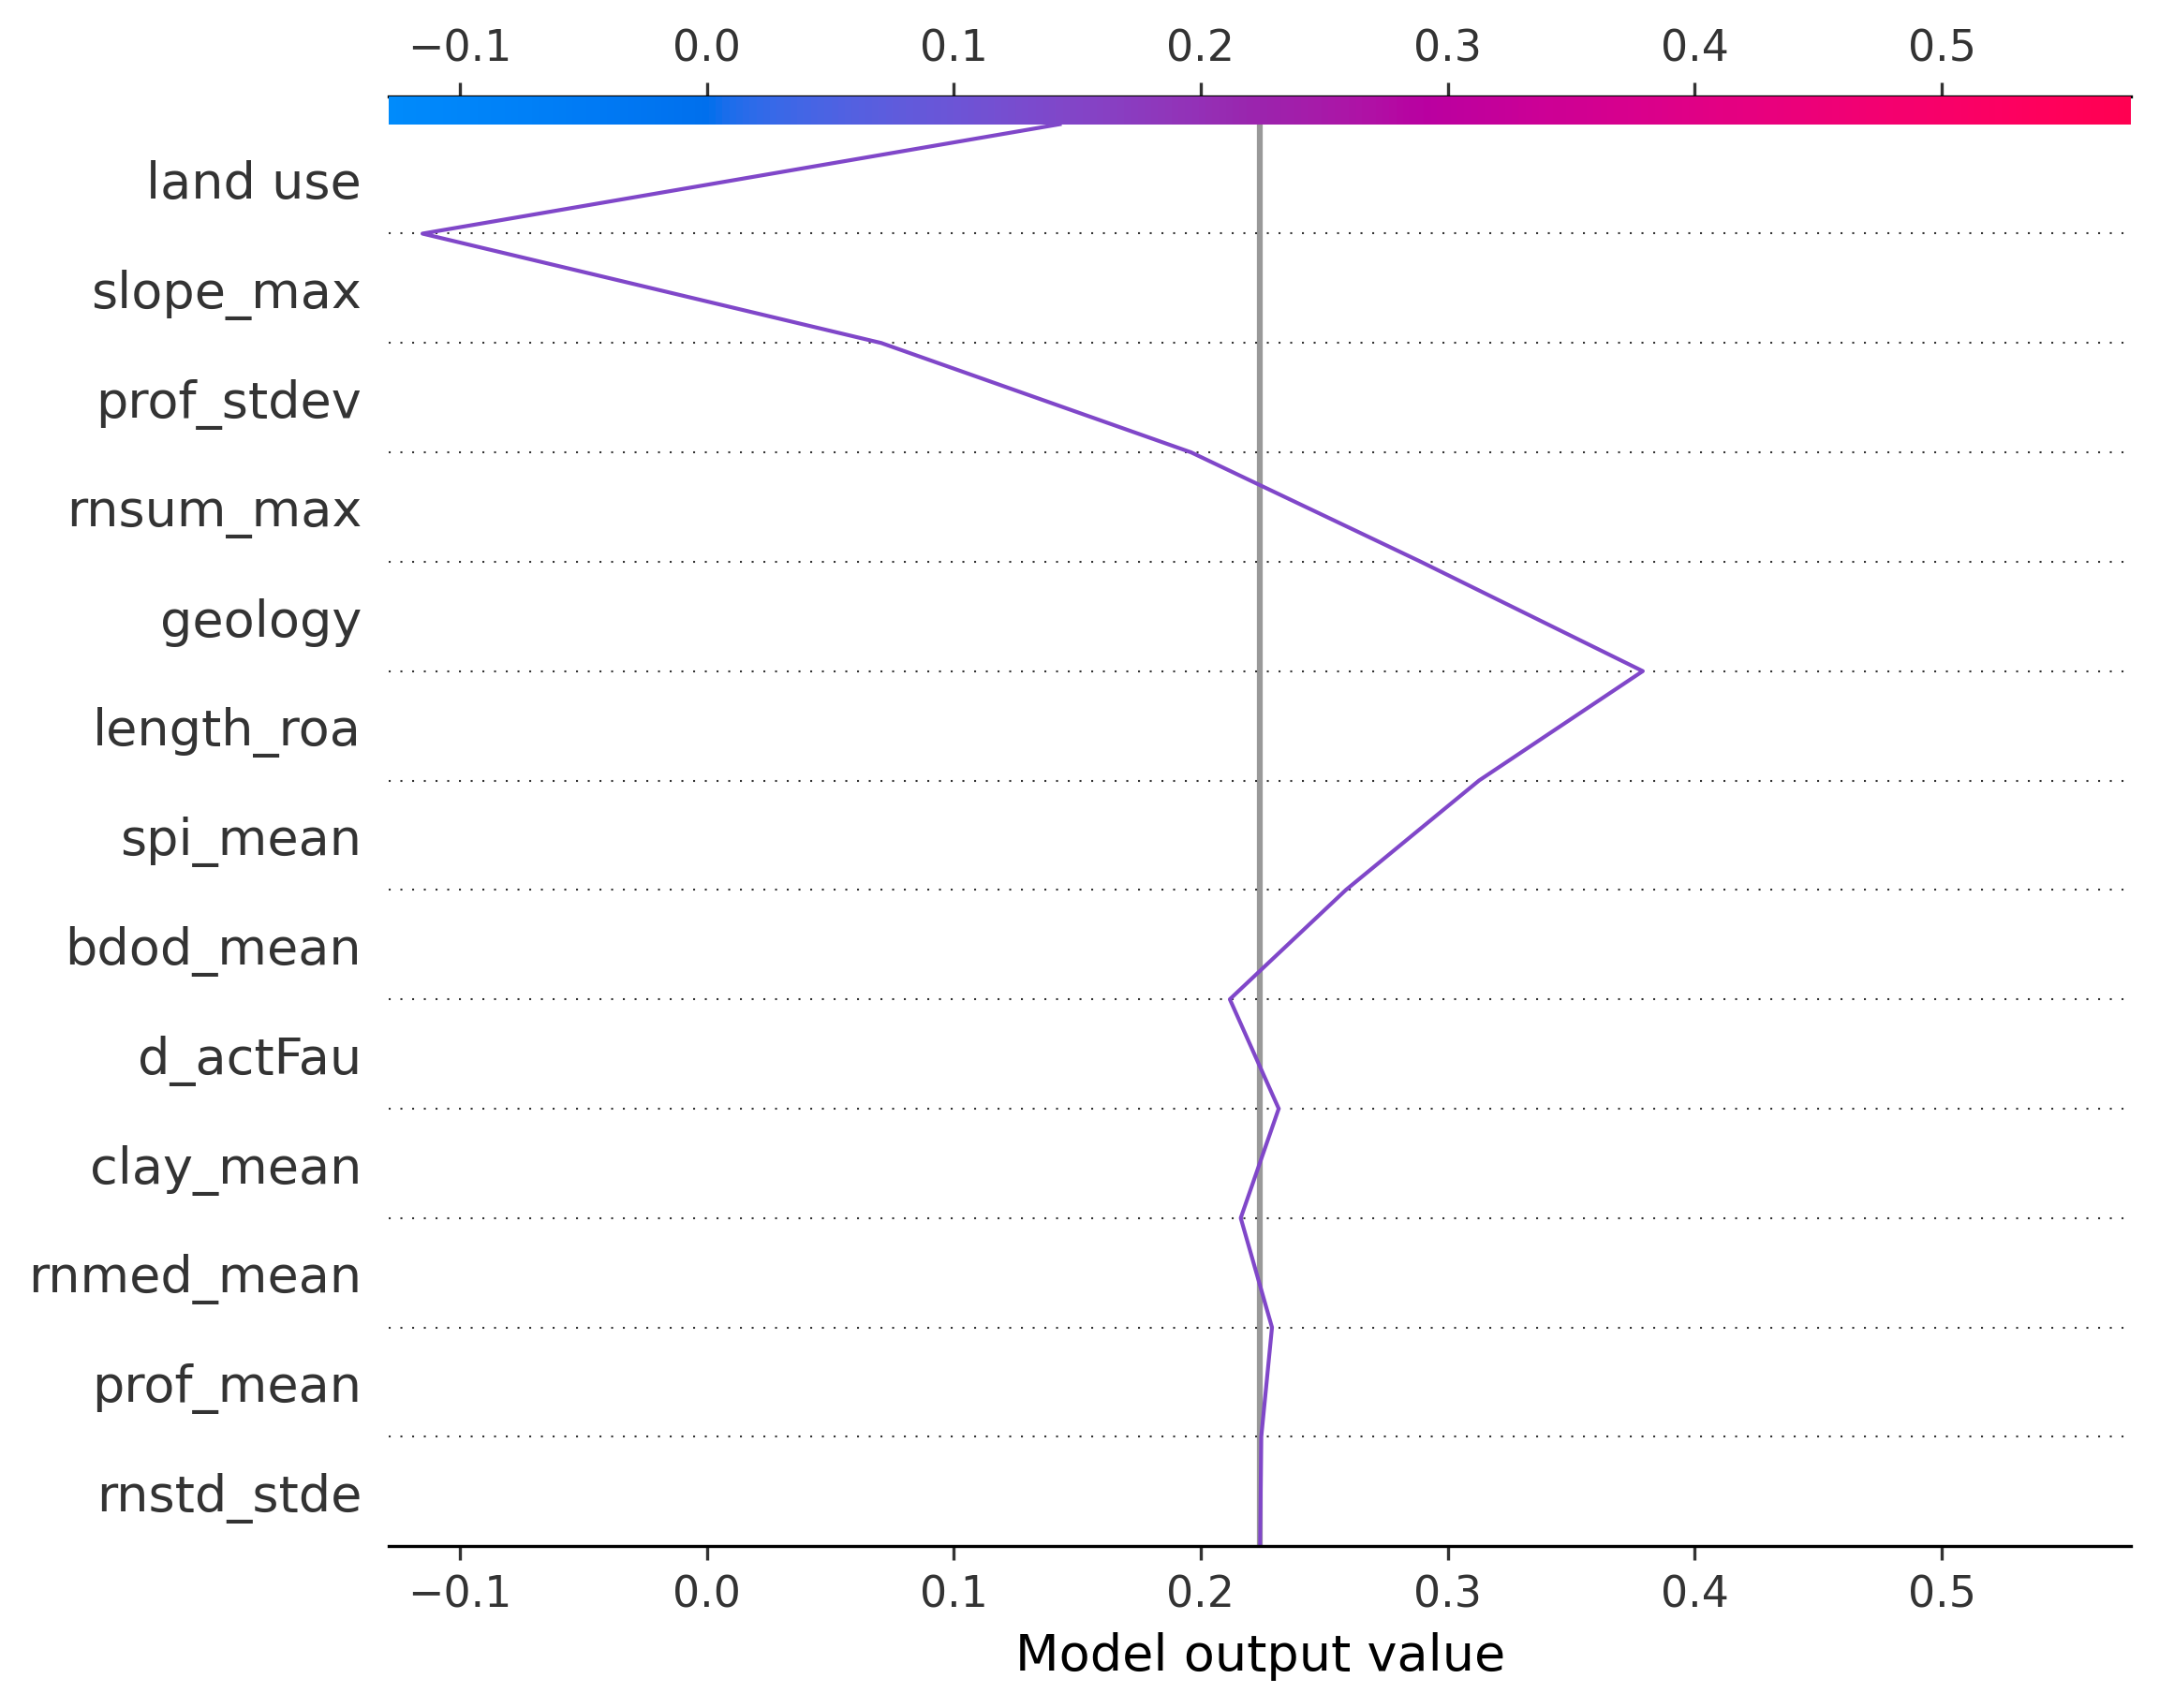 −0.1 0.0 0.1 0.2 0.3 0.4 0.5
land use
slope_max
prof_stdev
rnsum_max
geology
length_roa
spi_mean
bdod_mean
d_actFau
clay_mean
rnmed_mean
prof_mean
rnstd_stde
−0.1 0.0 0.1 0.2 0.3 0.4 0.5
Model output value